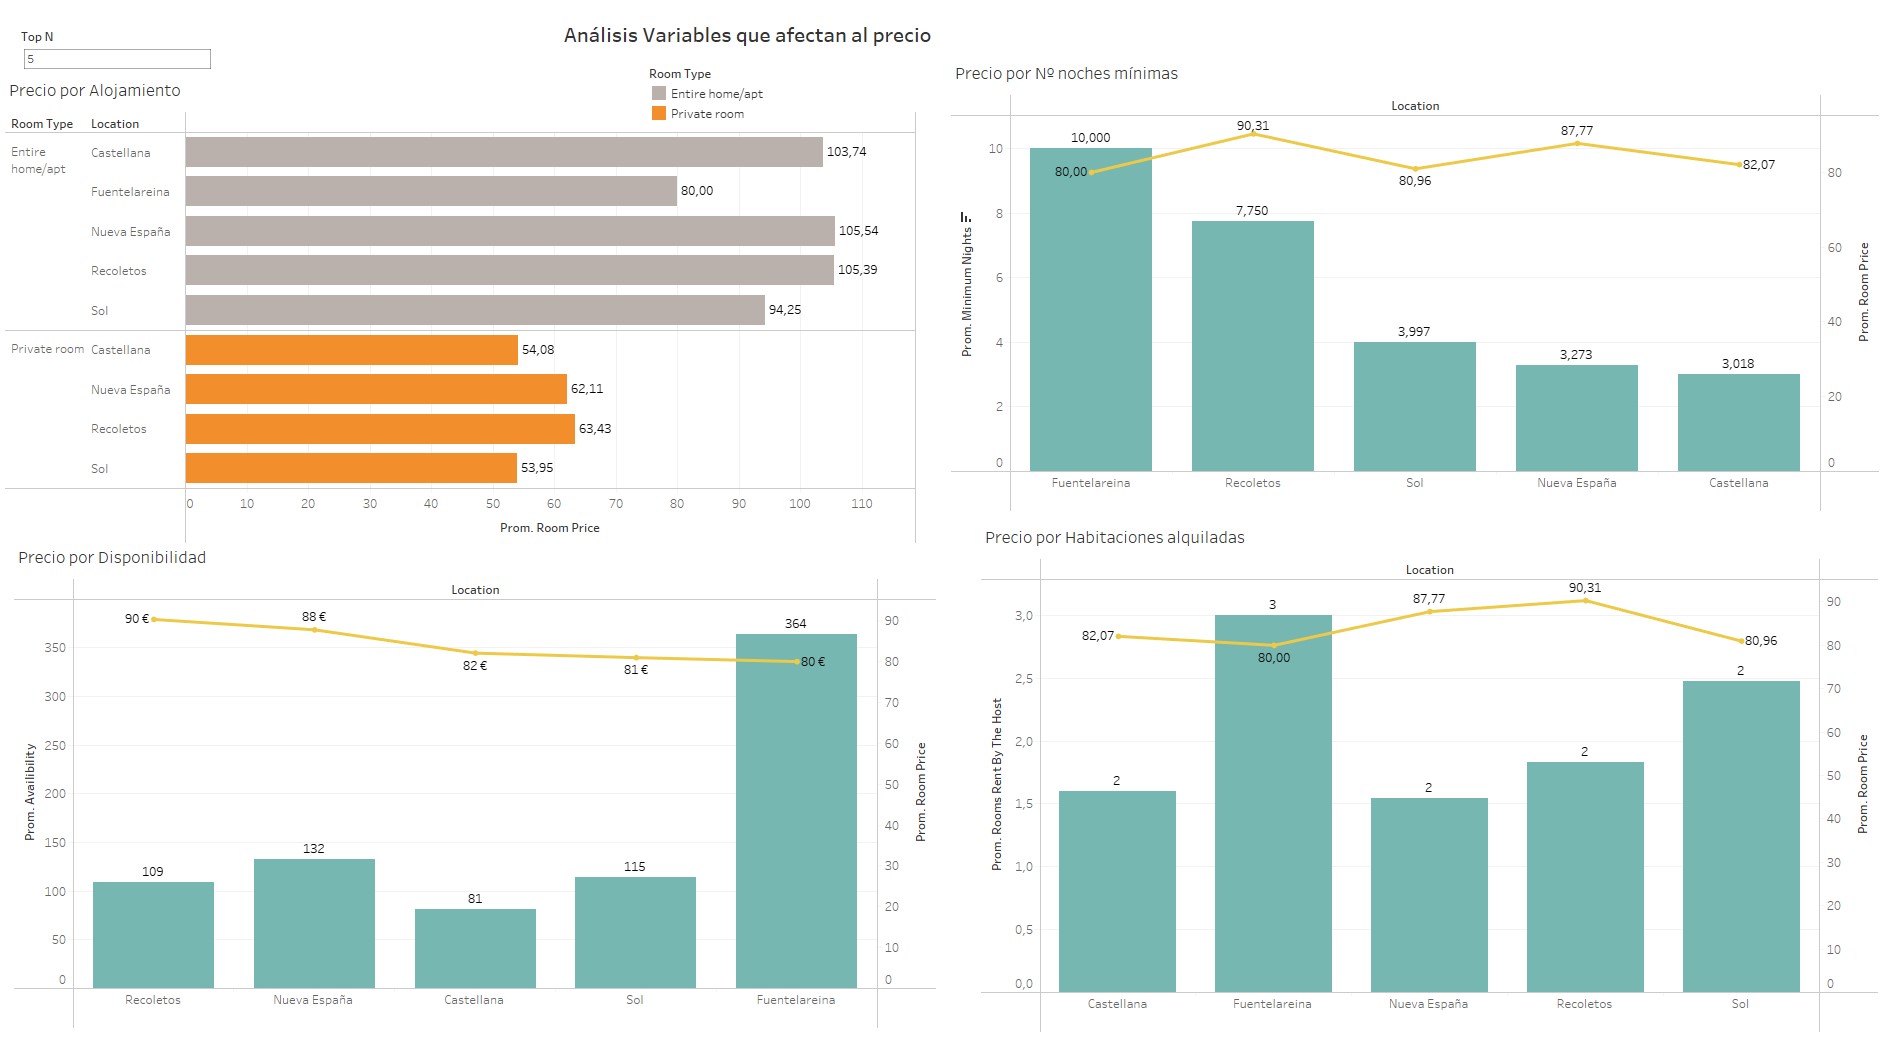 Análisis Variables que afectan al precio
Top N
5
Precio por Alojamiento
Room Type
Entire home/apt
Private room
Room Type Location
Entire home/apt
Castellana 103,74
Fuentelareina 80,00
Nueva España 105,54
Recoletos 105,39
Sol 94,25
Private room Castellana 54,08
Nueva España 62,11
Recoletos 63,43
Sol 53,95
0 10 20 30 40 50 60 70 80 90 100 110
Prom. Room Price
Precio por Nº noches mínimas
Location
Prom. Minimum Nights
10
8
6
4
2
0
10,000 7,750 3,997 3,273 3,018
80,00 90,31 80,96 87,77 82,07
80
60
40
20
0
Prom. Room Price
Fuentelareina Recoletos Sol Nueva España Castellana
Precio por Disponibilidad
Location
Prom. Availibility
350
300
250
200
150
100
50
0
90 € 88 € 82 € 81 € 80 €
109 132 81 115 364
90
80
70
60
50
40
30
20
10
0
Prom. Room Price
Recoletos Nueva España Castellana Sol Fuentelareina
Precio por Habitaciones alquiladas
Location
Prom. Rooms Rent By The Host
3,0
2,5
2,0
1,5
1,0
0,5
0,0
82,07 80,00 87,77 90,31 80,96
2 3 2 2 2
90
80
70
60
50
40
30
20
10
0
Prom. Room Price
Castellana Fuentelareina Nueva España Recoletos Sol